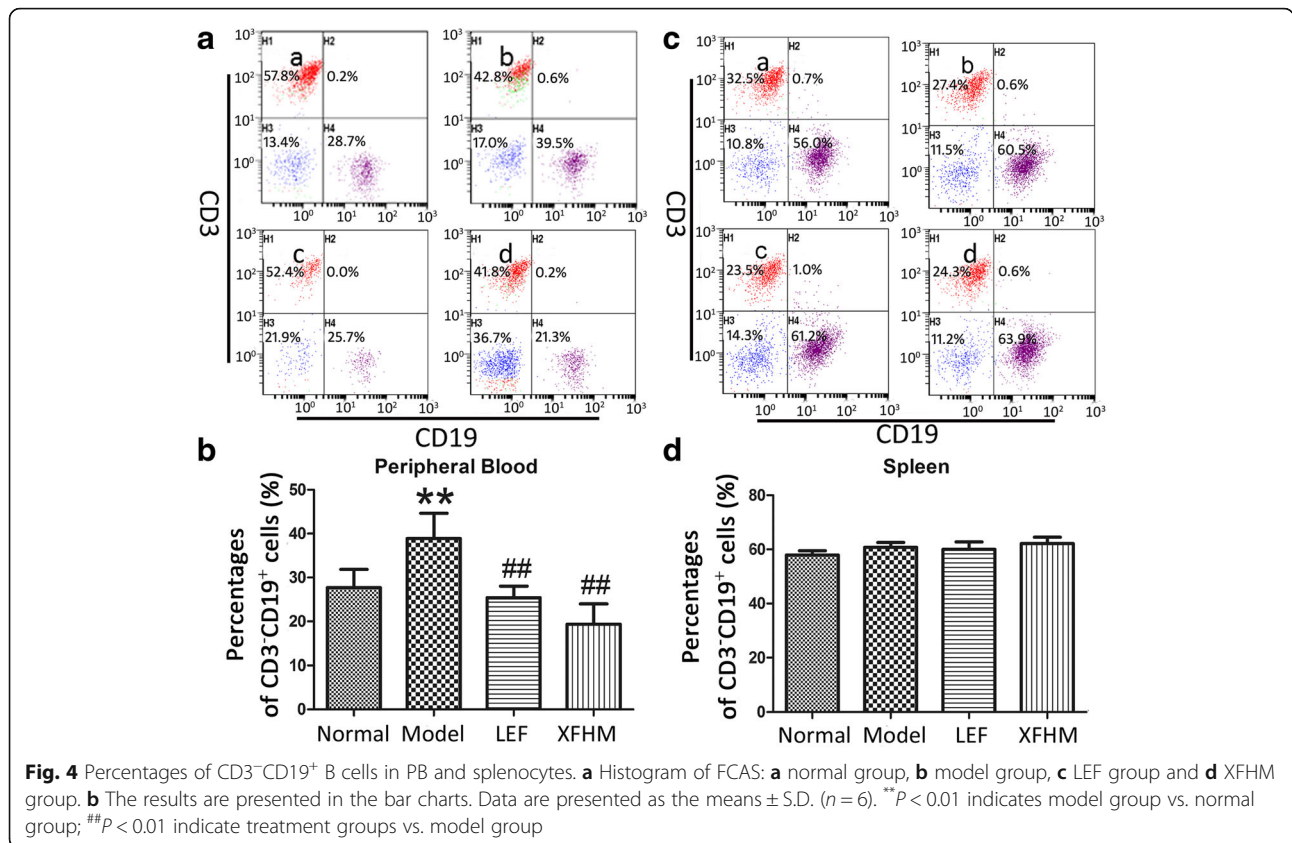 a
c
10³
H1
H2
a
57.8%
0.2%
10²
10¹
H3
H4
13.4%
28.7%
10⁰
10⁰ 10¹ 10² 10³
10³
H1
H2
b
42.8%
0.6%
10²
10¹
H3
H4
17.0%
39.5%
10⁰
10⁰ 10¹ 10² 10³
10³
H1
H2
c
52.4%
0.0%
10²
10¹
H3
H4
21.9%
25.7%
10⁰
10⁰ 10¹ 10² 10³
10³
H1
H2
d
41.8%
0.2%
10²
10¹
H3
H4
36.7%
21.3%
10⁰
10⁰ 10¹ 10² 10³
CD3
CD19
10³
H1
H2
a
32.5%
0.7%
10²
10¹
H3
H4
10.8%
56.0%
10⁰
10⁰ 10¹ 10² 10³
10³
H1
H2
b
27.4%
0.6%
10²
10¹
H3
H4
11.5%
60.5%
10⁰
10⁰ 10¹ 10² 10³
10³
H1
H2
c
23.5%
1.0%
10²
10¹
H3
H4
14.3%
61.2%
10⁰
10⁰ 10¹ 10² 10³
10³
H1
H2
d
24.3%
0.6%
10²
10¹
H3
H4
11.2%
63.9%
10⁰
10⁰ 10¹ 10² 10³
CD3
CD19
b
Peripheral Blood
Percentages
of CD3⁻CD19⁺ cells (%)
50
40
30
20
10
0
**
##
##
Normal Model LEF XFHM
d
Spleen
Percentages
of CD3⁻CD19⁺ cells (%)
80
60
40
20
0
Normal Model LEF XFHM
Fig. 4 Percentages of CD3⁻CD19⁺ B cells in PB and splenocytes. a Histogram of FCAS: a normal group, b model group, c LEF group and d XFHM
group. b The results are presented in the bar charts. Data are presented as the means ± S.D. (n = 6). **P < 0.01 indicates model group vs. normal
group; ##P < 0.01 indicate treatment groups vs. model group